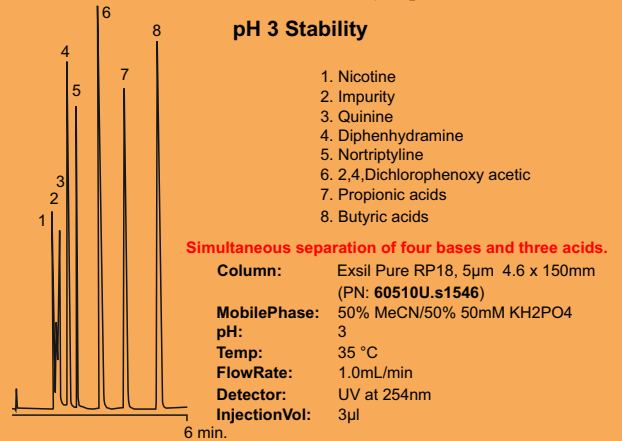 pH 3 Stability
1. Nicotine
2. Impurity
3. Quinine
4. Diphenhydramine
5. Nortriptyline
6. 2,4,Dichlorophenoxy acetic
7. Propionic acids
8. Butyric acids
Simultaneous separation of four bases and three acids.
Column: Exsil Pure RP18, 5µm 4.6 x 150mm
(PN: 60510U.s1546)
MobilePhase: 50% MeCN/50% 50mM KH2PO4
pH: 3
Temp: 35 °C
FlowRate: 1.0mL/min
Detector: UV at 254nm
InjectionVol: 3µl
1
2
3
4
5
6
7
8
6 min.